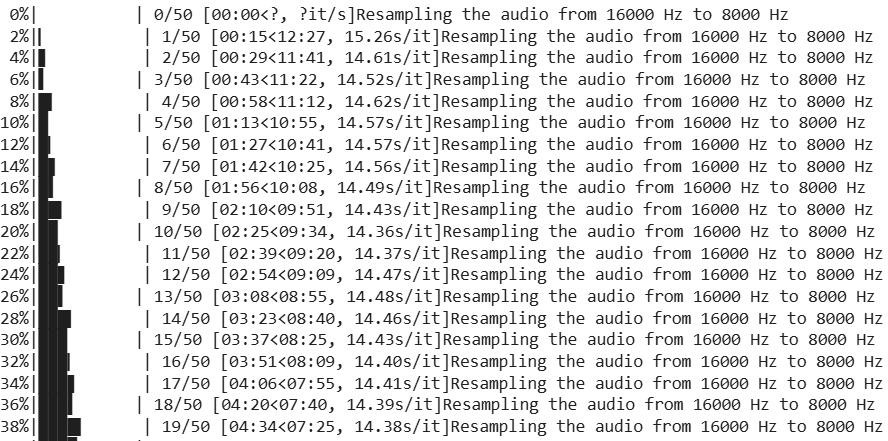 0%| | 0/50 [00:00<?, ?it/s]Resampling the audio from 16000 Hz to 8000 Hz
2%|▏ | 1/50 [00:15<12:27, 15.26s/it]Resampling the audio from 16000 Hz to 8000 Hz
4%|▍ | 2/50 [00:29<11:41, 14.61s/it]Resampling the audio from 16000 Hz to 8000 Hz
6%|▌ | 3/50 [00:43<11:22, 14.52s/it]Resampling the audio from 16000 Hz to 8000 Hz
8%|▊ | 4/50 [00:58<11:12, 14.62s/it]Resampling the audio from 16000 Hz to 8000 Hz
10%|█ | 5/50 [01:13<10:55, 14.57s/it]Resampling the audio from 16000 Hz to 8000 Hz
12%|█▏ | 6/50 [01:27<10:41, 14.57s/it]Resampling the audio from 16000 Hz to 8000 Hz
14%|█▍ | 7/50 [01:42<10:25, 14.56s/it]Resampling the audio from 16000 Hz to 8000 Hz
16%|█▌ | 8/50 [01:56<10:08, 14.49s/it]Resampling the audio from 16000 Hz to 8000 Hz
18%|█▊ | 9/50 [02:10<09:51, 14.43s/it]Resampling the audio from 16000 Hz to 8000 Hz
20%|██ | 10/50 [02:25<09:34, 14.36s/it]Resampling the audio from 16000 Hz to 8000 Hz
22%|██▏ | 11/50 [02:39<09:20, 14.37s/it]Resampling the audio from 16000 Hz to 8000 Hz
24%|██▍ | 12/50 [02:54<09:09, 14.47s/it]Resampling the audio from 16000 Hz to 8000 Hz
26%|██▌ | 13/50 [03:08<08:55, 14.48s/it]Resampling the audio from 16000 Hz to 8000 Hz
28%|██▊ | 14/50 [03:23<08:40, 14.46s/it]Resampling the audio from 16000 Hz to 8000 Hz
30%|███ | 15/50 [03:37<08:25, 14.43s/it]Resampling the audio from 16000 Hz to 8000 Hz
32%|███▏ | 16/50 [03:51<08:09, 14.40s/it]Resampling the audio from 16000 Hz to 8000 Hz
34%|███▍ | 17/50 [04:06<07:55, 14.41s/it]Resampling the audio from 16000 Hz to 8000 Hz
36%|███▌ | 18/50 [04:20<07:40, 14.39s/it]Resampling the audio from 16000 Hz to 8000 Hz
38%|███▊ | 19/50 [04:34<07:25, 14.38s/it]Resampling the audio from 16000 Hz to 8000 Hz